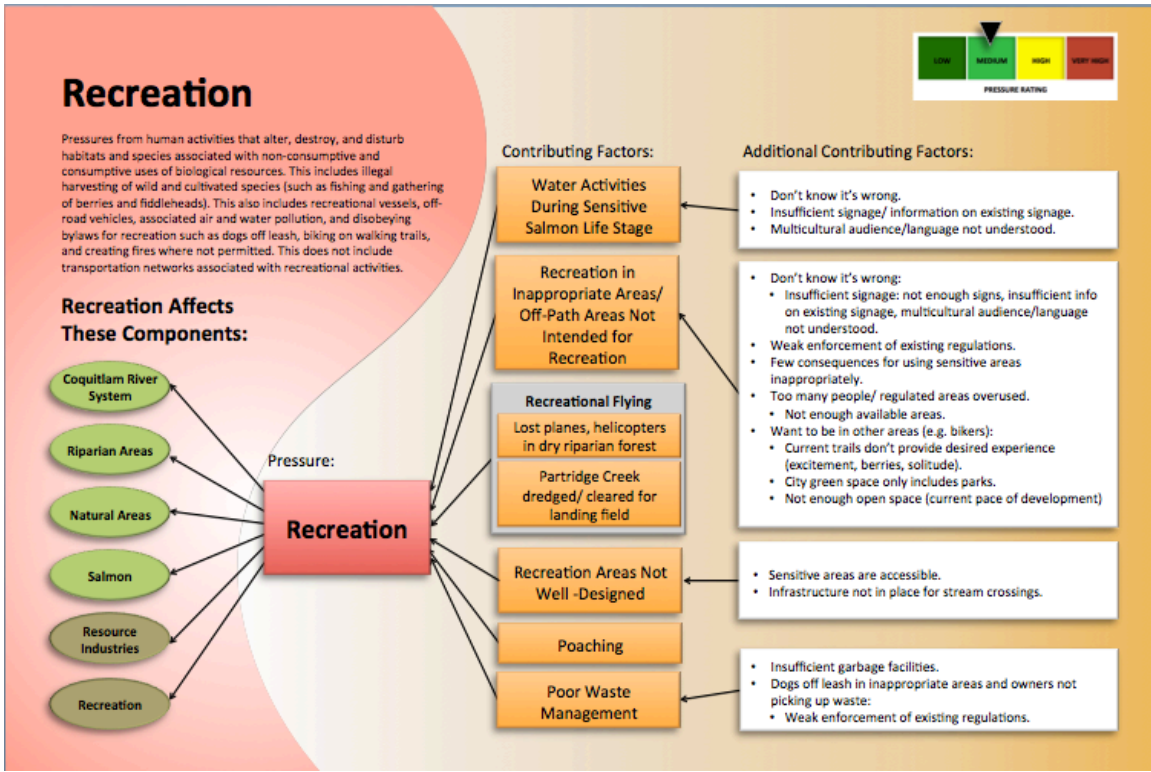 Recreation
Pressures from human activities that alter, destroy, and disturb
habitats and species associated with non-consumptive and
consumptive uses of biological resources. This includes illegal
harvesting of wild and cultivated species (such as fishing and gathering
of berries and fiddleheads). This also includes recreational vessels, off-
road vehicles, associated air and water pollution, and disobeying
bylaws for recreation such as dogs off leash, biking on walking trails,
and creating fires where not permitted. This does not include
transportation networks associated with recreational activities.
Recreation Affects
These Components:
Coquitlam River
System
Riparian Areas
Natural Areas
Salmon
Resource
Industries
Recreation
Pressure:
Recreation
Contributing Factors:
Water Activities
During Sensitive
Salmon Life Stage
Recreation in
Inappropriate Areas/
Off-Path Areas Not
Intended for
Recreation
Recreational Flying
Lost planes, helicopters
in dry riparian forest
Partridge Creek
dredged/ cleared for
landing field
Recreation Areas Not
Well -Designed
Poaching
Poor Waste
Management
LOW
MEDIUM
HIGH
VERY HIGH
PRESSURE RATING
Additional Contributing Factors:
• Don't know it's wrong.
• Insufficient signage/ information on existing signage.
• Multicultural audience/language not understood.
• Don't know it's wrong:
• Insufficient signage: not enough signs, insufficient info
on existing signage, multicultural audience/language
not understood.
• Weak enforcement of existing regulations.
• Few consequences for using sensitive areas
inappropriately.
• Too many people/ regulated areas overused.
• Not enough available areas.
• Want to be in other areas (e.g. bikers):
• Current trails don't provide desired experience
(excitement, berries, solitude).
• City green space only includes parks.
• Not enough open space (current pace of development)
• Sensitive areas are accessible.
• Infrastructure not in place for stream crossings.
• Insufficient garbage facilities.
• Dogs off leash in inappropriate areas and owners not
picking up waste:
• Weak enforcement of existing regulations.